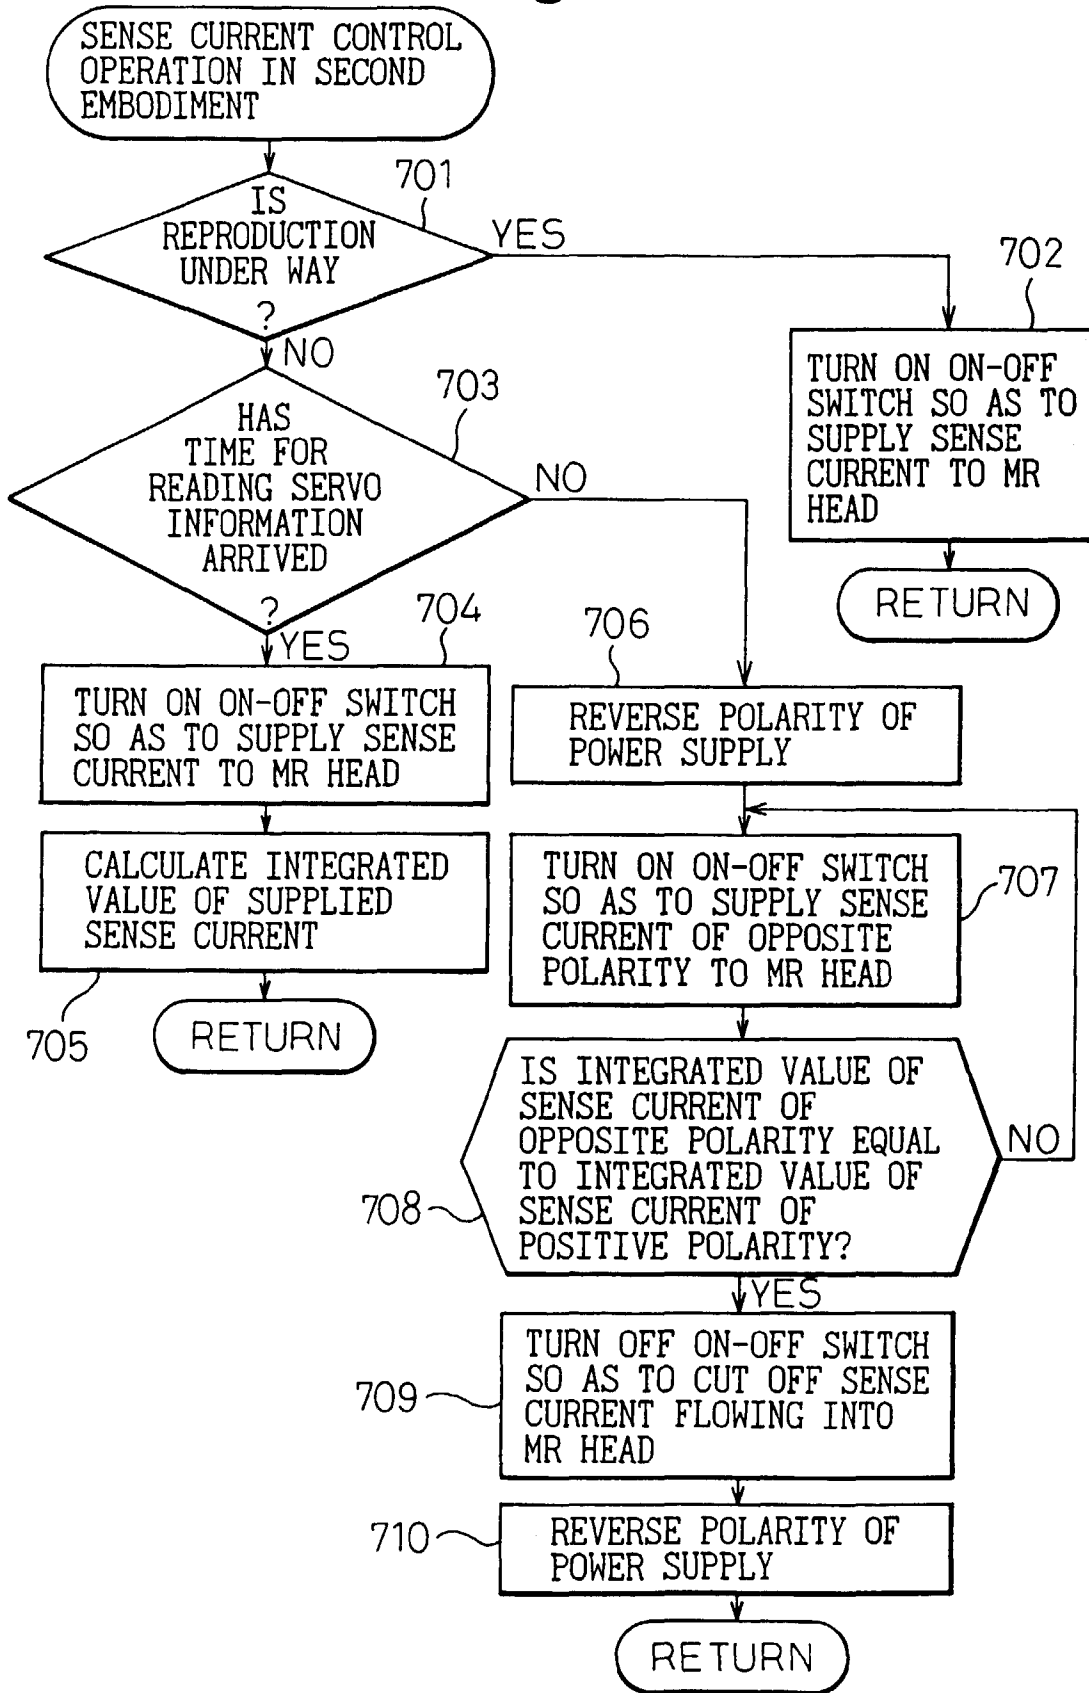 SENSE CURRENT CONTROL
OPERATION IN SECOND
EMBODIMENT
701
IS
REPRODUCTION
UNDER WAY
?
YES
NO
702
TURN ON ON-OFF
SWITCH SO AS TO
SUPPLY SENSE
CURRENT TO MR
HEAD
RETURN
703
HAS
TIME FOR
READING SERVO
INFORMATION
ARRIVED
?
NO
YES
704
TURN ON ON-OFF SWITCH
SO AS TO SUPPLY SENSE
CURRENT TO MR HEAD
CALCULATE INTEGRATED
VALUE OF SUPPLIED
SENSE CURRENT
705
RETURN
706
REVERSE POLARITY OF
POWER SUPPLY
TURN ON ON-OFF SWITCH
SO AS TO SUPPLY SENSE
CURRENT OF OPPOSITE
POLARITY TO MR HEAD
707
IS INTEGRATED VALUE OF
SENSE CURRENT OF
OPPOSITE POLARITY EQUAL
TO INTEGRATED VALUE OF
SENSE CURRENT OF
POSITIVE POLARITY?
708
NO
YES
TURN OFF ON-OFF SWITCH
SO AS TO CUT OFF SENSE
CURRENT FLOWING INTO
MR HEAD
709
REVERSE POLARITY OF
POWER SUPPLY
710
RETURN